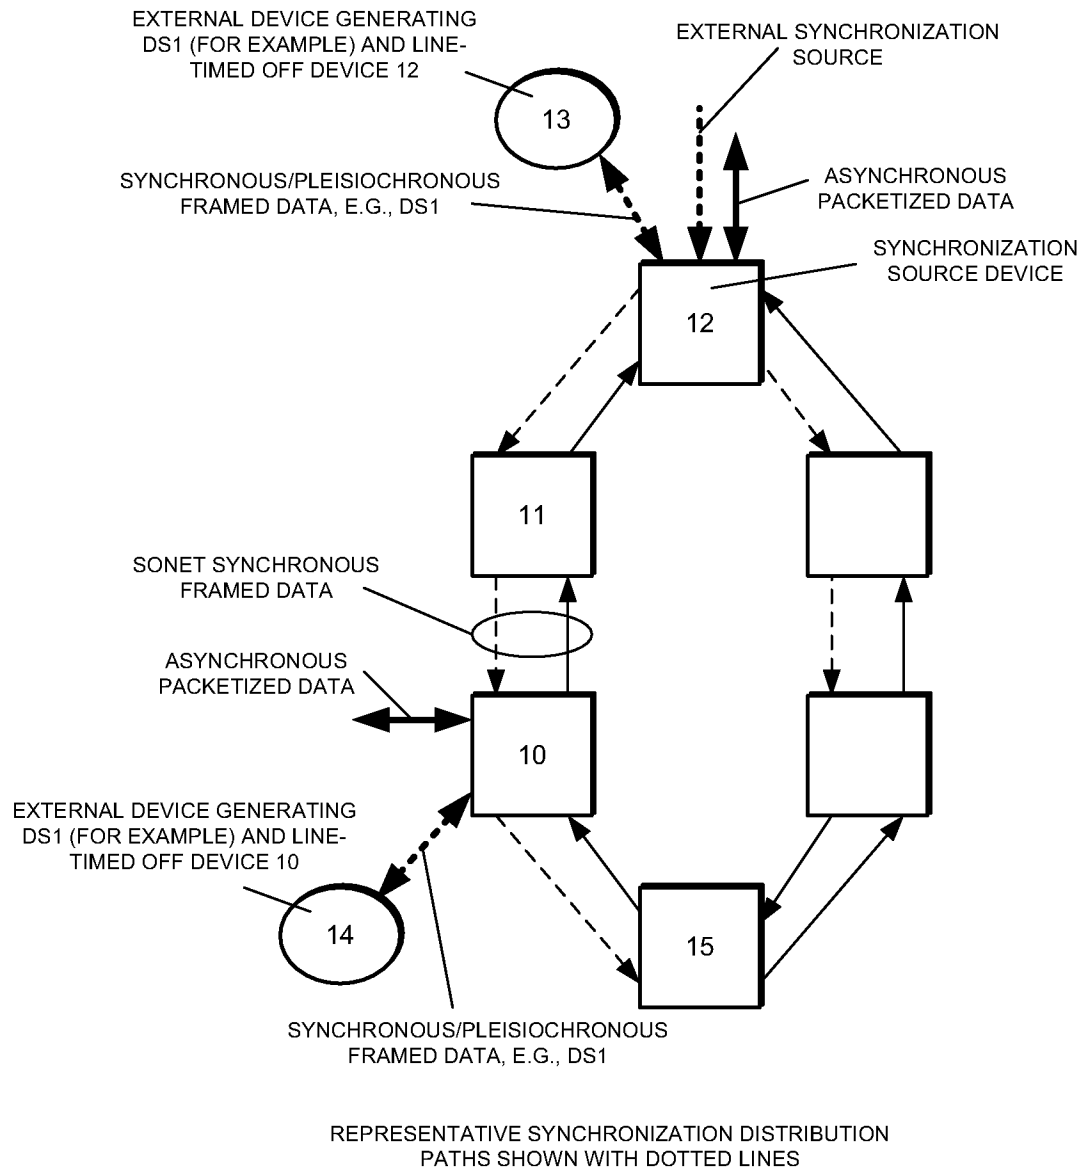 EXTERNAL DEVICE GENERATING
DS1 (FOR EXAMPLE) AND LINE-
TIMED OFF DEVICE 12
EXTERNAL SYNCHRONIZATION
SOURCE
13
SYNCHRONOUS/PLEISIOCHRONOUS
FRAMED DATA, E.G., DS1
ASYNCHRONOUS
PACKETIZED DATA
SYNCHRONIZATION
SOURCE DEVICE
12
11
SONET SYNCHRONOUS
FRAMED DATA
ASYNCHRONOUS
PACKETIZED DATA
10
EXTERNAL DEVICE GENERATING
DS1 (FOR EXAMPLE) AND LINE-
TIMED OFF DEVICE 10
14
15
SYNCHRONOUS/PLEISIOCHRONOUS
FRAMED DATA, E.G., DS1
REPRESENTATIVE SYNCHRONIZATION DISTRIBUTION
PATHS SHOWN WITH DOTTED LINES